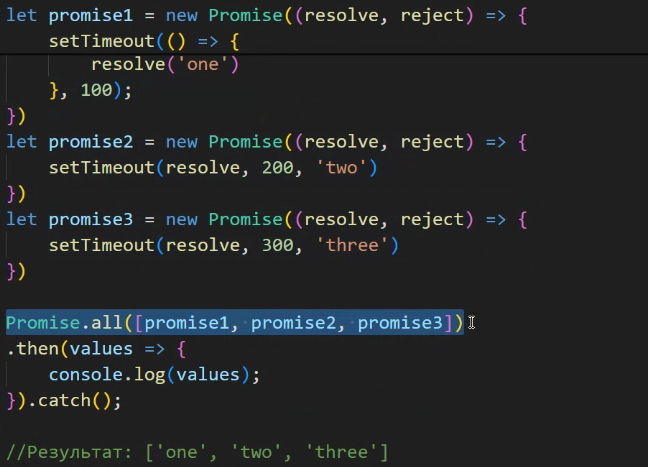 let promise1 = new Promise((resolve, reject) => {
    setTimeout(() => {
        resolve('one')
    }, 100);
})
let promise2 = new Promise((resolve, reject) => {
    setTimeout(resolve, 200, 'two')
})
let promise3 = new Promise((resolve, reject) => {
    setTimeout(resolve, 300, 'three')
})

Promise.all([promise1, promise2, promise3])
.then(values => {
    console.log(values);
}).catch();

//Результат: ['one', 'two', 'three']